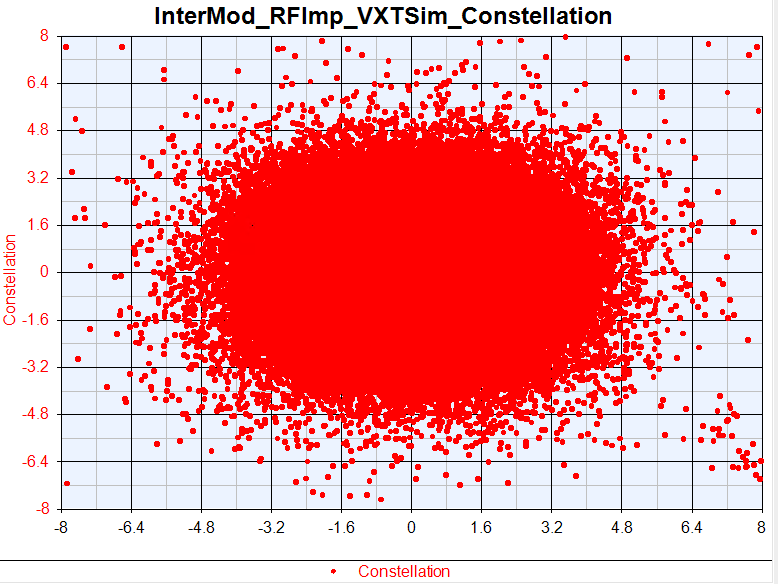 InterMod_RFImp_VXTSim_Constellation
8
6.4
4.8
3.2
1.6
0
-1.6
-3.2
-4.8
-6.4
-8
Constellation
-8 -6.4 -4.8 -3.2 -1.6 0 1.6 3.2 4.8 6.4 8
Constellation